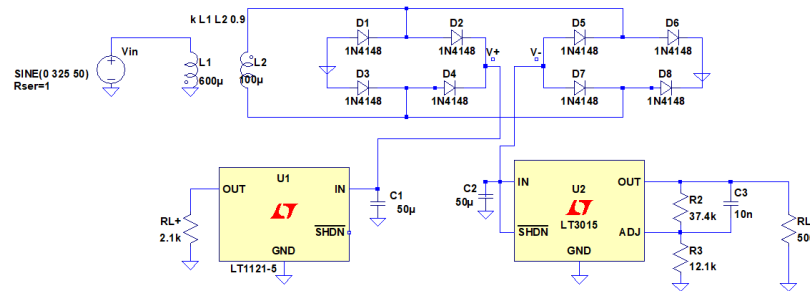 k L1 L2 0.9
Vin
SINE(0 325 50)
Rser=1
L1
600µ
L2
100µ
D1
1N4148
D2
1N4148
D3
1N4148
D4
1N4148
V+
V-
D5
1N4148
D6
1N4148
D7
1N4148
D8
1N4148
RL+
2.1k
U1
OUT
IN
SHDN
GND
LT1121-5
C1
50µ
C2
50µ
U2
LT3015
IN
OUT
SHDN
ADJ
GND
R2
37.4k
R3
12.1k
C3
10n
RL